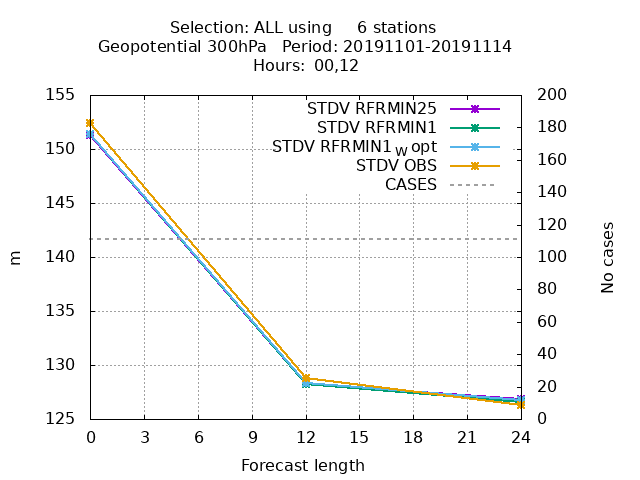 Selection: ALL using     6 stations
Geopotential 300hPa   Period: 20191101-20191114
Hours:  00,12
STDV RFRMIN25
STDV RFRMIN1
STDV RFRMIN1W opt
STDV OBS
CASES
155
150
145
140
135
130
125
200
180
160
140
120
100
80
60
40
20
0
m
No cases
0 3 6 9 12 15 18 21 24
Forecast length